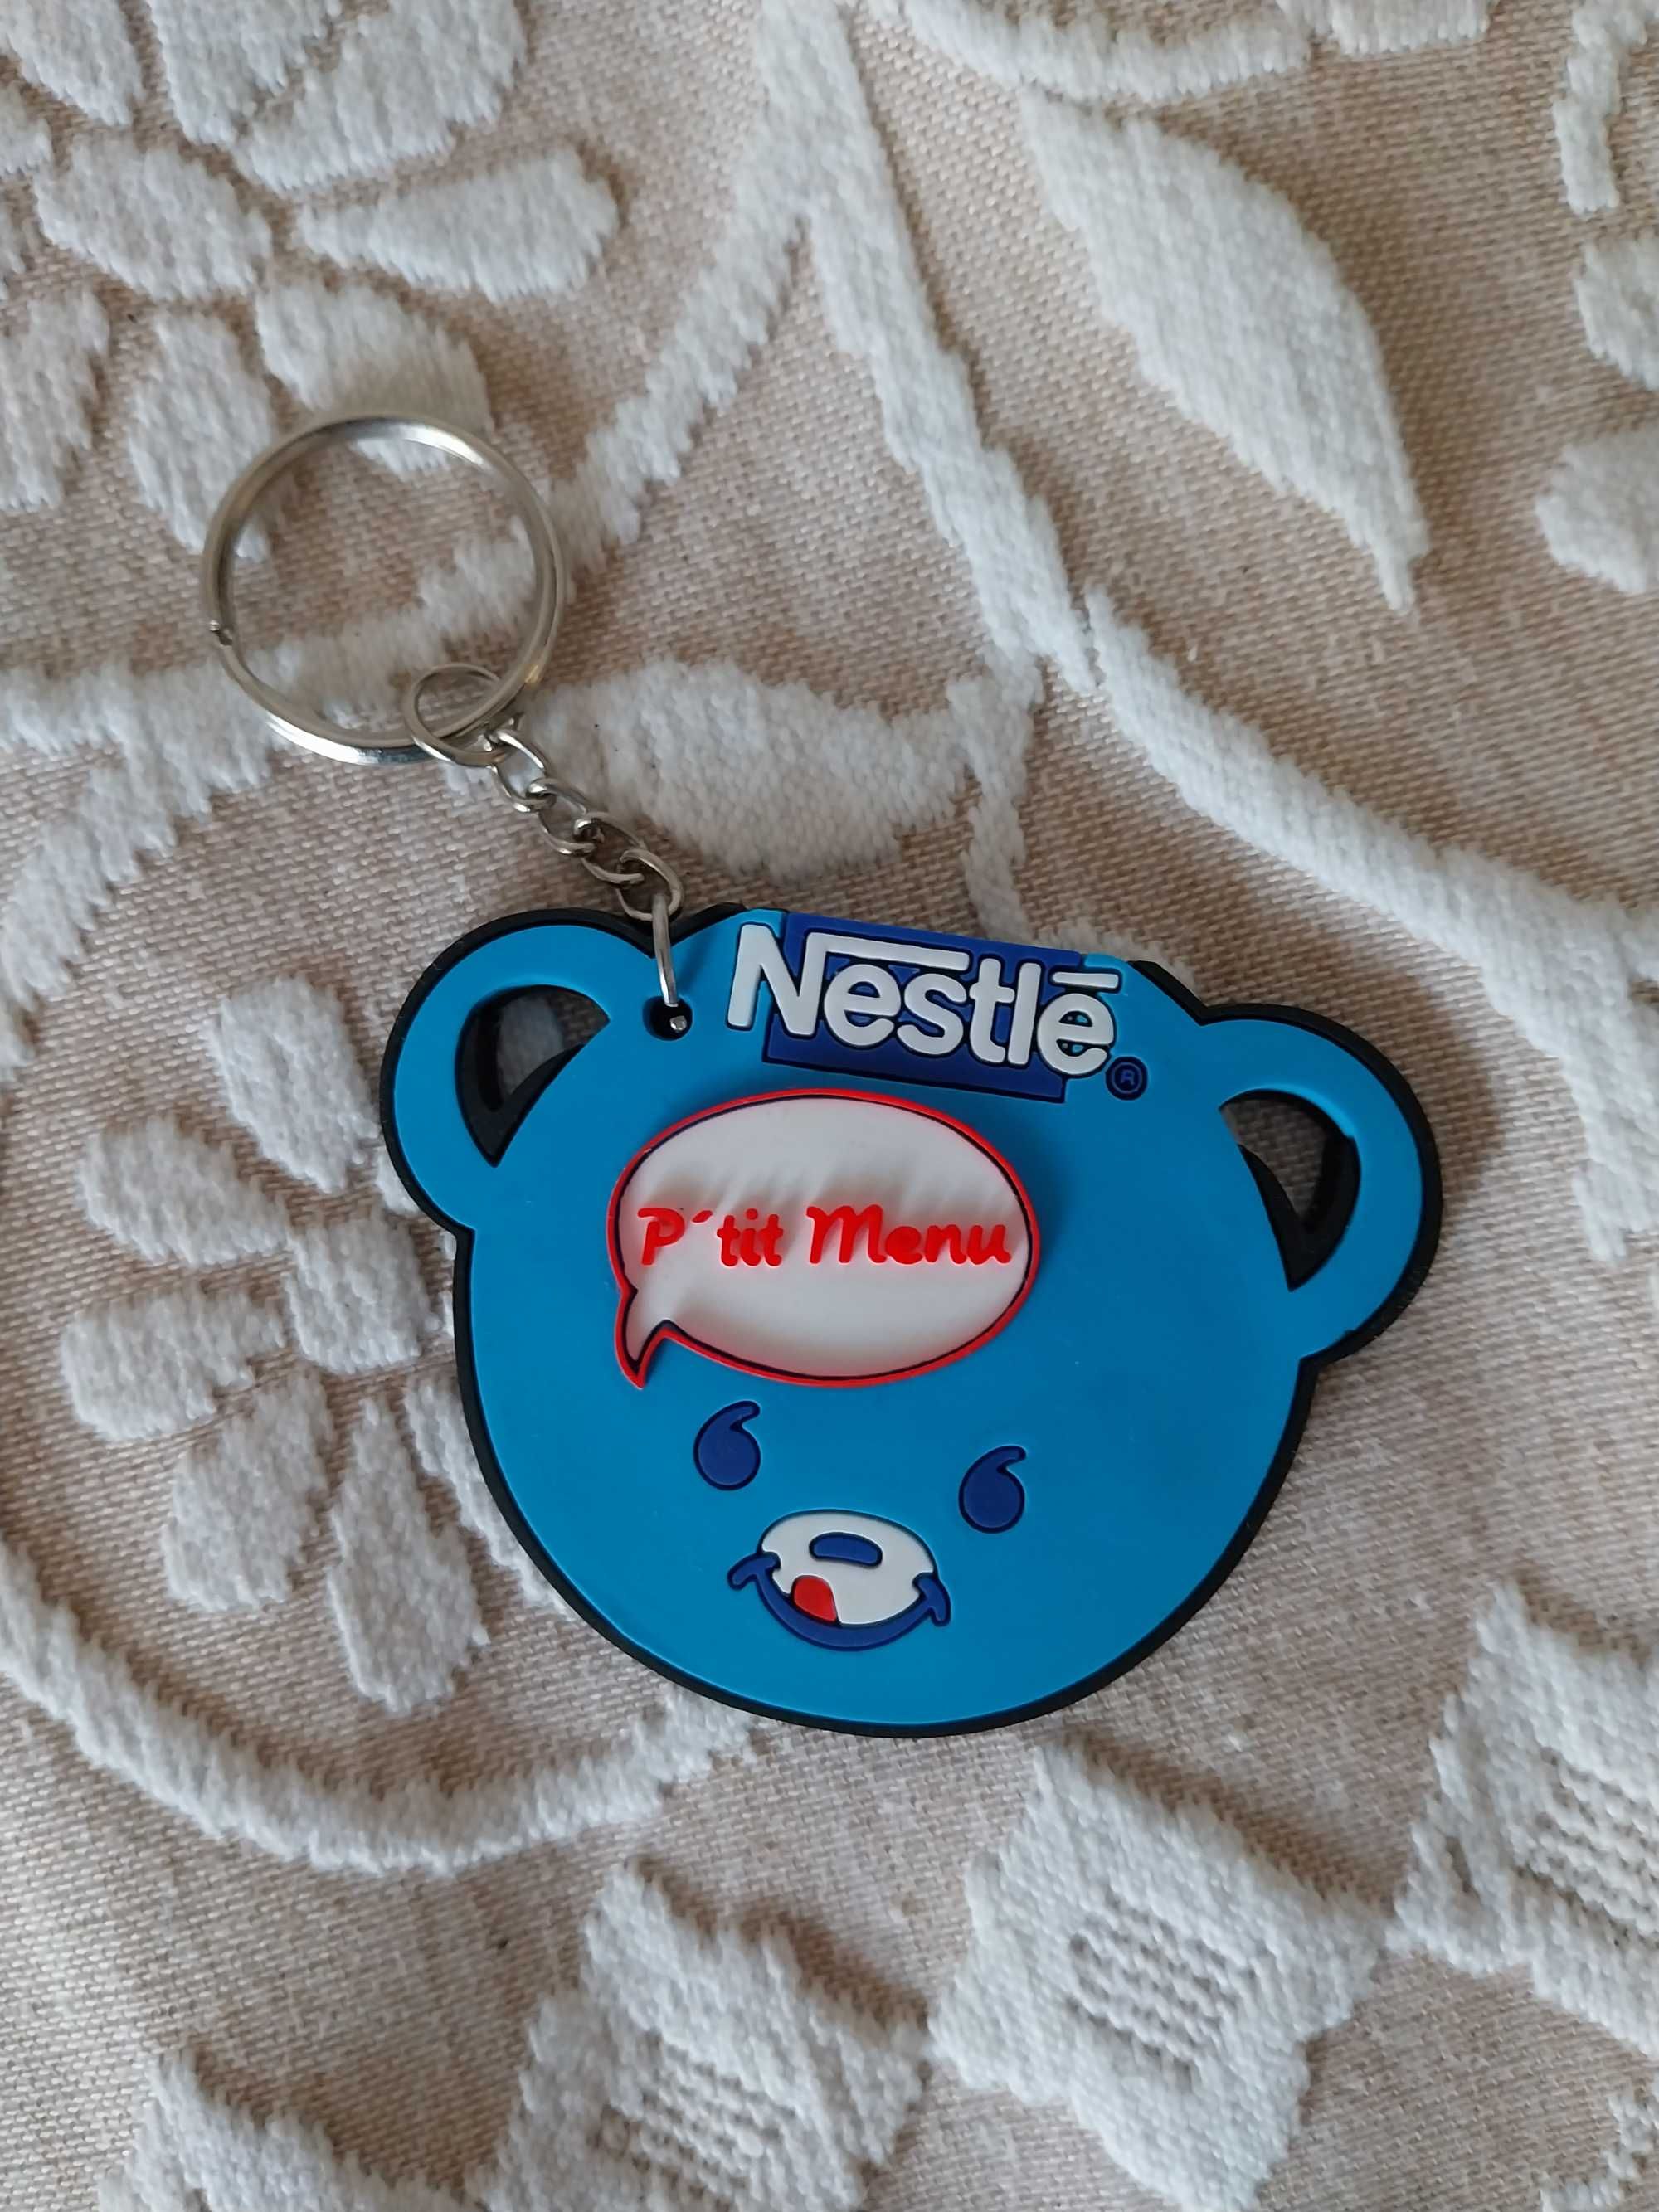 Nestlé
®
P´tit Menu